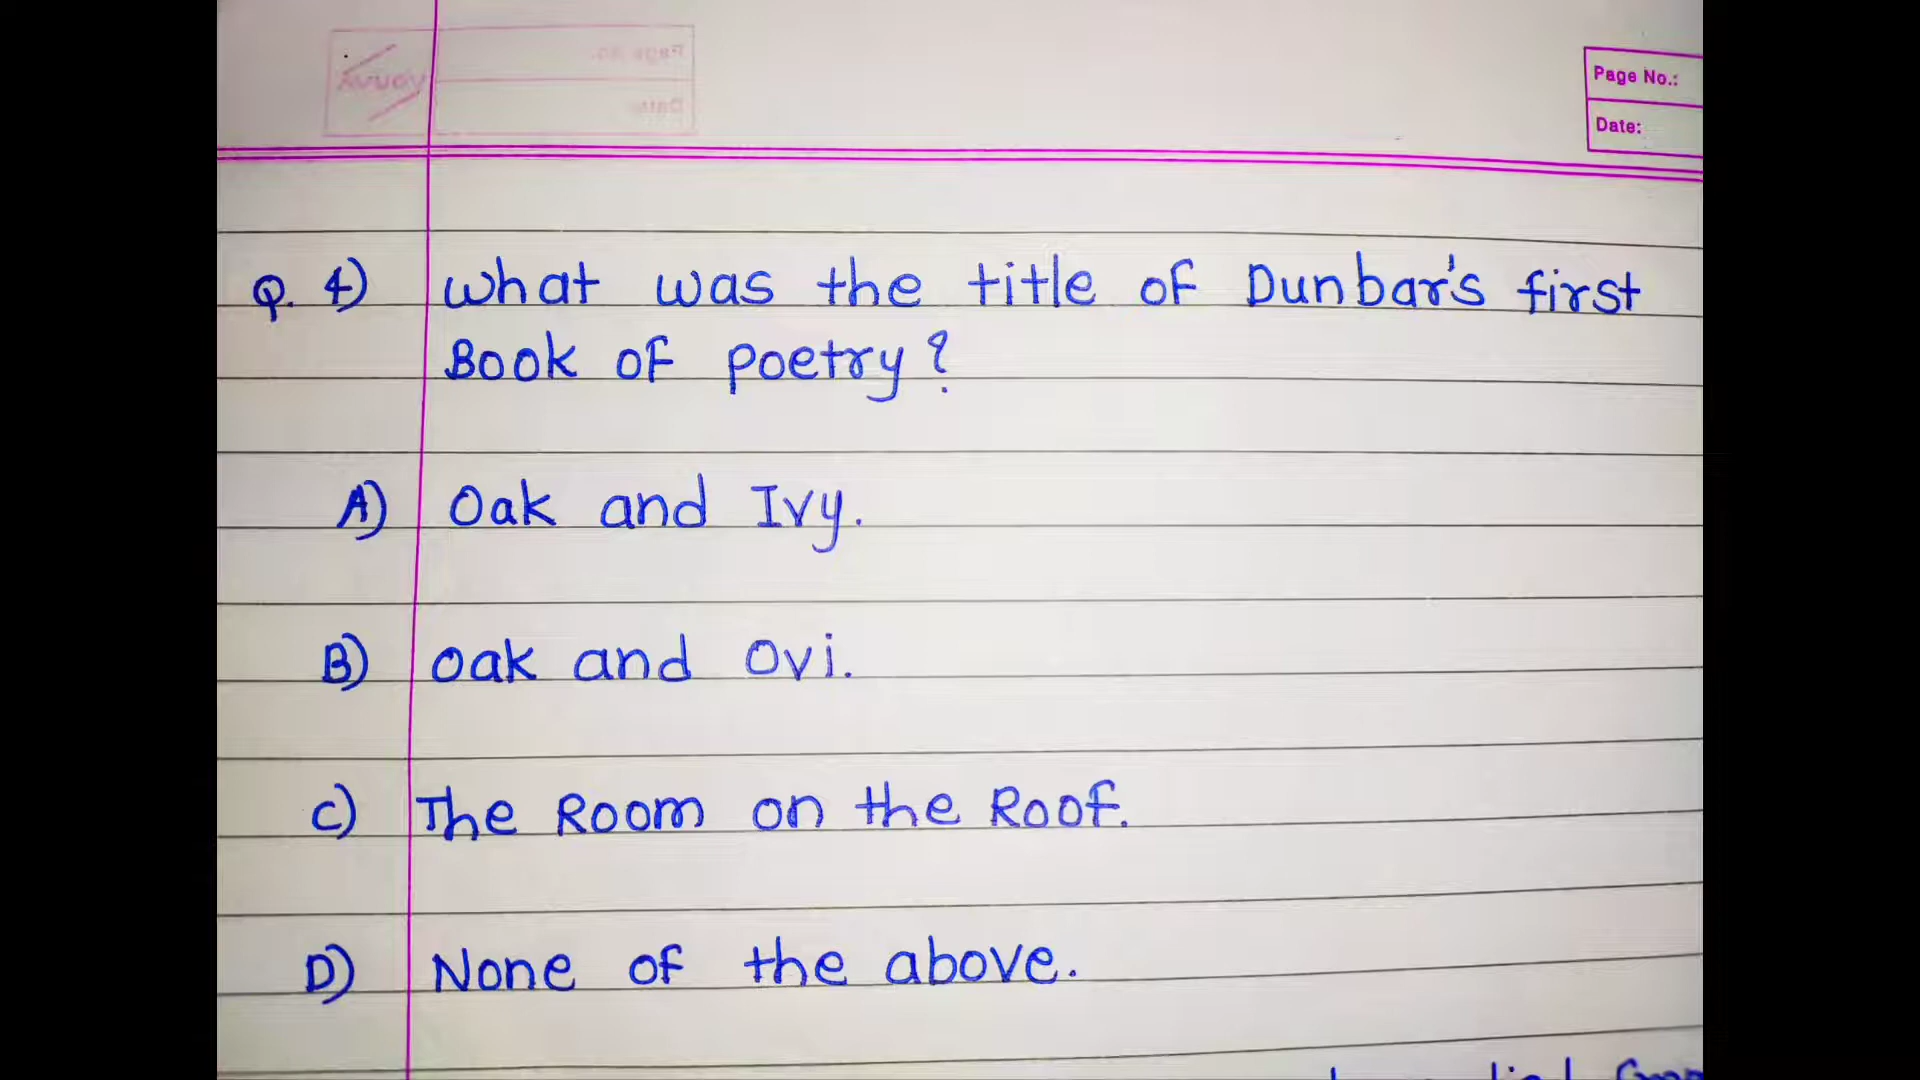 Page No.:
Date:
Q. 4) What was the title of Dunbar's first
Book of poetry?
A) Oak and Ivy.
B) Oak and Ovi.
C) The Room on the Roof.
D) None of the above.